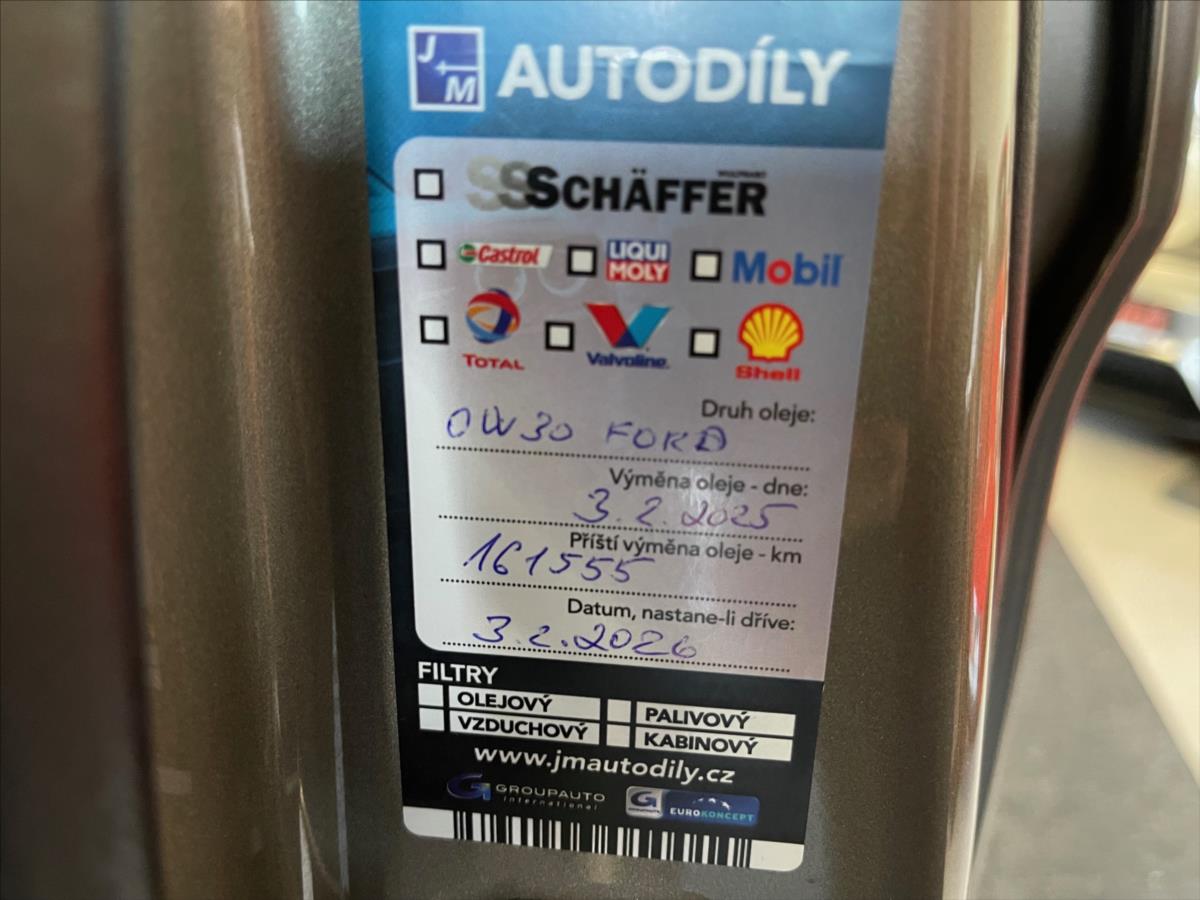 J+M AUTODÍLY
SCHÄFFER
Castrol LIQUI MOLY Mobil
TOTAL Valvoline Shell
Druh oleje:
0W30 FORD
Výměna oleje - dne:
3.2.2025
Příští výměna oleje - km
161555
Datum, nastane-li dříve:
3.2.2026
FILTRY
OLEJOVÝ PALIVOVÝ
VZDUCHOVÝ KABINOVÝ
www.jmautodily.cz
G GROUPAUTO international G EUROKONCEPT